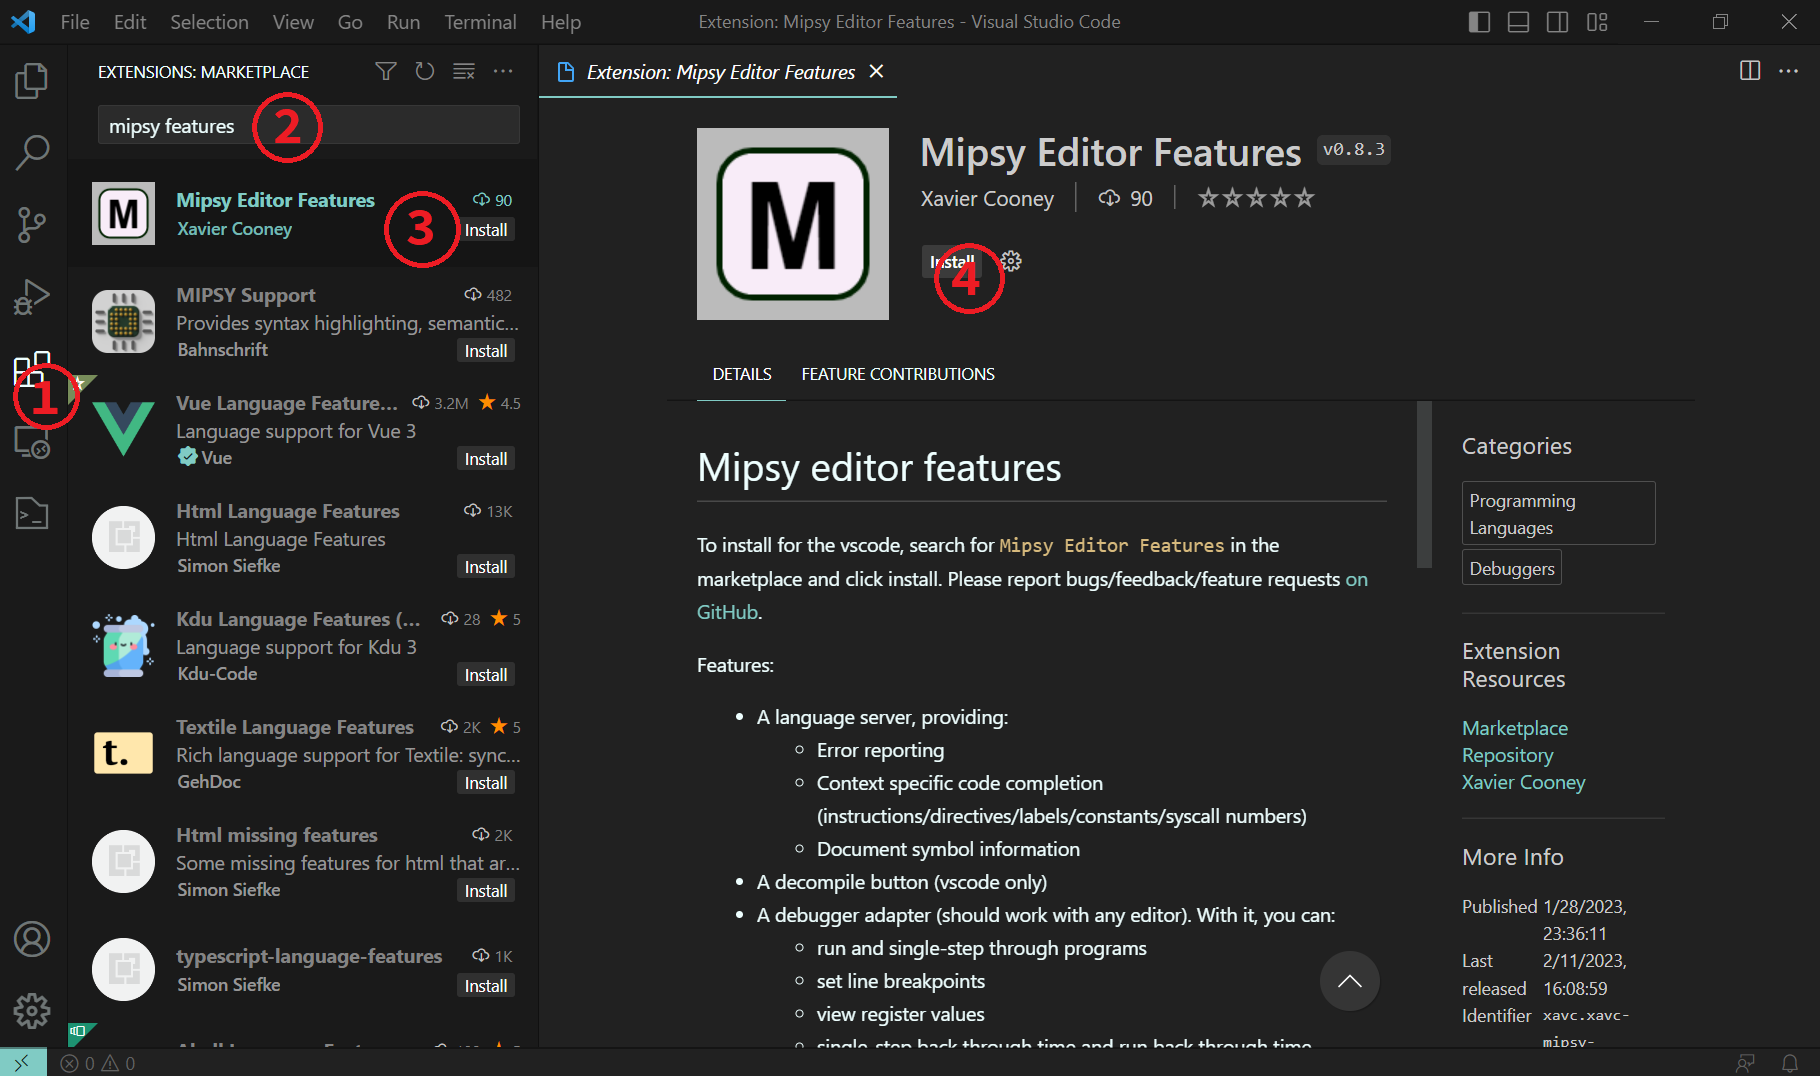 File Edit Selection View Go Run Terminal Help
Extension: Mipsy Editor Features - Visual Studio Code
EXTENSIONS: MARKETPLACE
mipsy features
2
Mipsy Editor Features
90
Xavier Cooney
3
Install
MIPSY Support
482
Provides syntax highlighting, semantic...
Bahnschrift
Install
1
Vue Language Feature...
3.2M
4.5
Language support for Vue 3
Vue
Install
Html Language Features
13K
Html Language Features
Simon Siefke
Install
Kdu Language Features (...
28
5
Language support for Kdu 3
Kdu-Code
Install
t.
Textile Language Features
2K
5
Rich language support for Textile: sync...
GehDoc
Install
Html missing features
2K
Some missing features for html that ar...
Simon Siefke
Install
typescript-language-features
1K
Simon Siefke
Install
Extension: Mipsy Editor Features
M
M
Mipsy Editor Features
v0.8.3
Xavier Cooney
90
Install
4
DETAILS
FEATURE CONTRIBUTIONS
Mipsy editor features
To install for the vscode, search for Mipsy Editor Features in the
marketplace and click install. Please report bugs/feedback/feature requests on
GitHub.
Features:
A language server, providing:
Error reporting
Context specific code completion
(instructions/directives/labels/constants/syscall numbers)
Document symbol information
A decompile button (vscode only)
A debugger adapter (should work with any editor). With it, you can:
run and single-step through programs
set line breakpoints
view register values
single-step back through time and run back through time
Categories
Programming
Languages
Debuggers
Extension
Resources
Marketplace
Repository
Xavier Cooney
More Info
Published 1/28/2023,
23:36:11
Last 2/11/2023,
released 16:08:59
Identifier xavc.xavc-
mipsy-
0 0